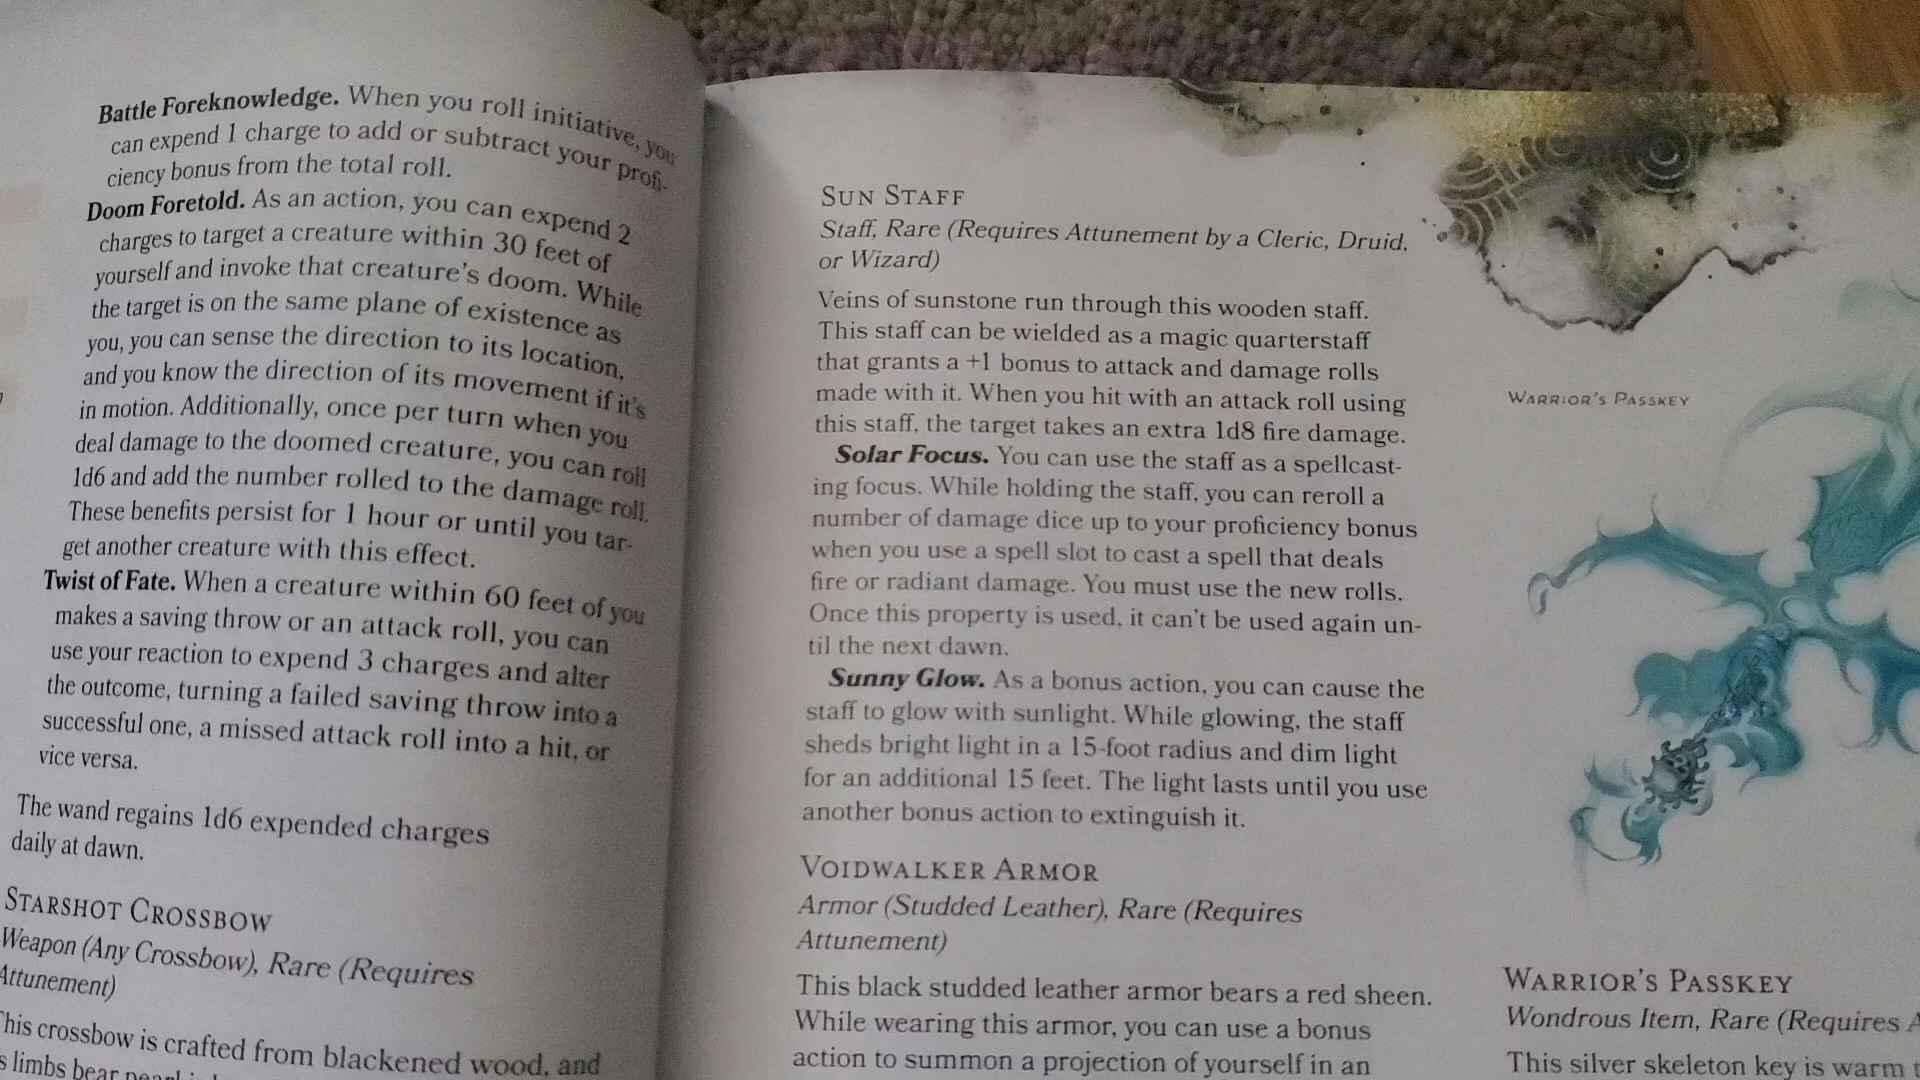 Battle Foreknowledge. When you roll initiative, you
can expend 1 charge to add or subtract your profi-
ciency bonus from the total roll.
Doom Foretold. As an action, you can expend 2
charges to target a creature within 30 feet of
yourself and invoke that creature's doom. While
the target is on the same plane of existence as
you, you can sense the direction to its location,
and you know the direction of its movement if it's
in motion. Additionally, once per turn when you
deal damage to the doomed creature, you can roll
1d6 and add the number rolled to the damage roll.
These benefits persist for 1 hour or until you tar-
get another creature with this effect.
Twist of Fate. When a creature within 60 feet of you
makes a saving throw or an attack roll, you can
use your reaction to expend 3 charges and alter
the outcome, turning a failed saving throw into a
successful one, a missed attack roll into a hit, or
vice versa.
The wand regains 1d6 expended charges
daily at dawn.
Starshot Crossbow
Weapon (Any Crossbow), Rare (Requires
Attunement)
This crossbow is crafted from blackened wood, and
limbs bear
Sun Staff
Staff, Rare (Requires Attunement by a Cleric, Druid,
or Wizard)
Veins of sunstone run through this wooden staff.
This staff can be wielded as a magic quarterstaff
that grants a +1 bonus to attack and damage rolls
made with it. When you hit with an attack roll using
this staff, the target takes an extra 1d8 fire damage.
Solar Focus. You can use the staff as a spellcast-
ing focus. While holding the staff, you can reroll a
number of damage dice up to your proficiency bonus
when you use a spell slot to cast a spell that deals
fire or radiant damage. You must use the new rolls.
Once this property is used, it can't be used again un-
til the next dawn.
Sunny Glow. As a bonus action, you can cause the
staff to glow with sunlight. While glowing, the staff
sheds bright light in a 15-foot radius and dim light
for an additional 15 feet. The light lasts until you use
another bonus action to extinguish it.
Voidwalker Armor
Armor (Studded Leather), Rare (Requires
Attunement)
This black studded leather armor bears a red sheen.
While wearing this armor, you can use a bonus
action to summon a projection of yourself in an
Warrior's Passkey
Warrior's Passkey
Wondrous Item, Rare (Requires
This silver skeleton key is warm